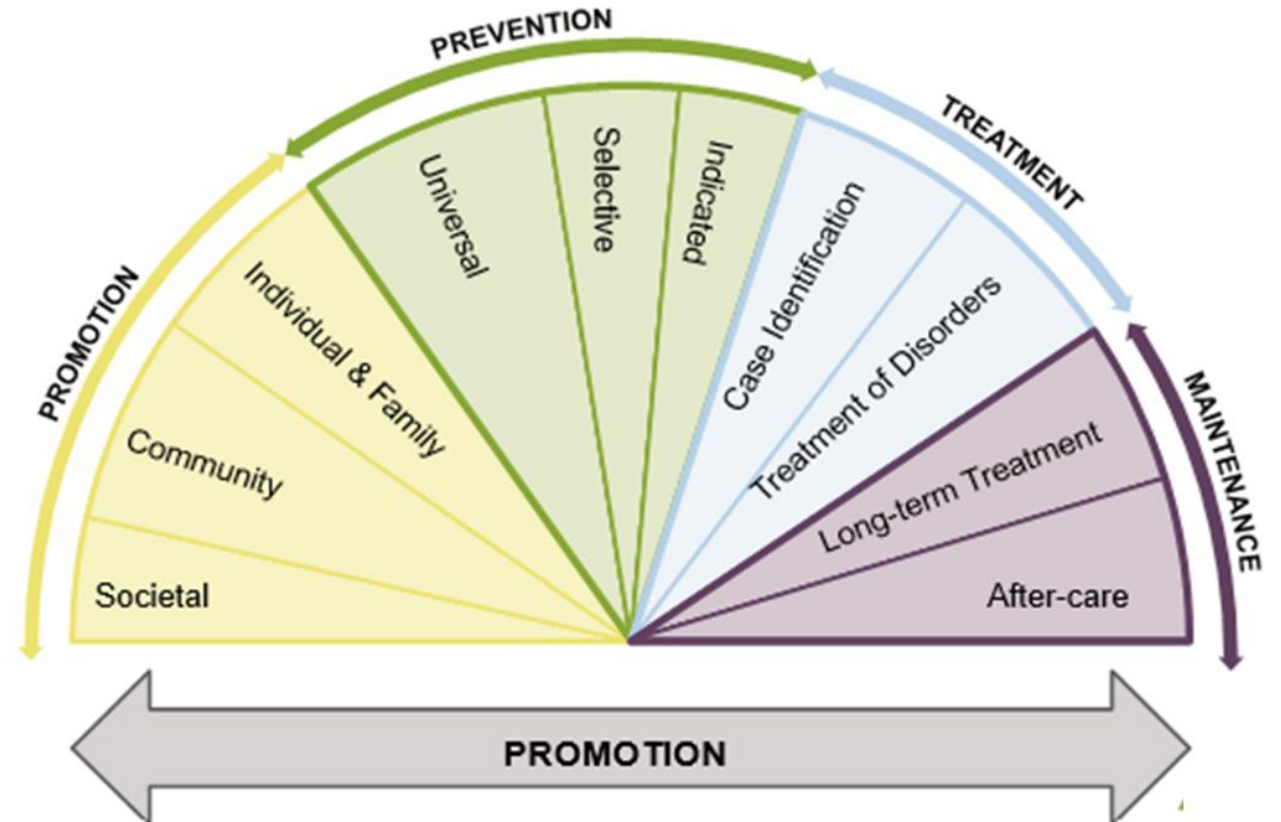 PREVENTION
TREATMENT
PROMOTION
MAINTENANCE
Societal
Community
Individual & Family
Universal
Selective
Indicated
Case Identification
Treatment of Disorders
Long-term Treatment
After-care
PROMOTION